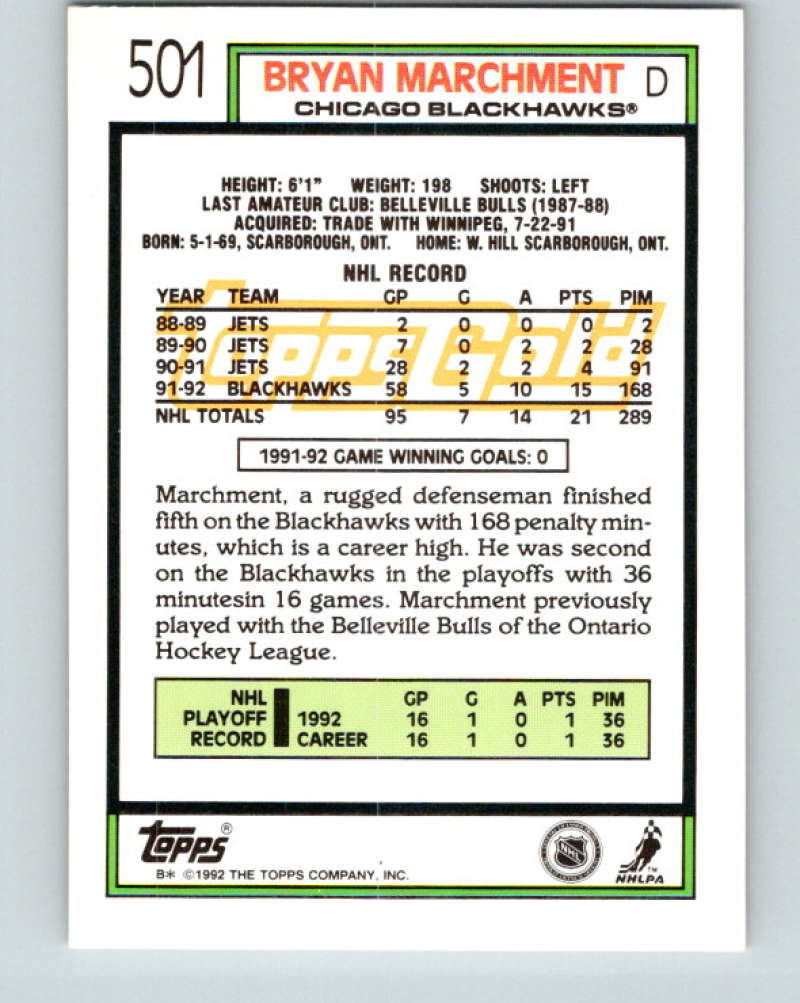 501
BRYAN MARCHMENT D
CHICAGO BLACKHAWKS®
HEIGHT: 6'1" WEIGHT: 198 SHOOTS: LEFT
LAST AMATEUR CLUB: BELLEVILLE BULLS (1987-88)
ACQUIRED: TRADE WITH WINNIPEG, 7-22-91
BORN: 5-1-69, SCARBOROUGH, ONT. HOME: W. HILL SCARBOROUGH, ONT.
NHL RECORD
YEAR TEAM GP G A PTS PIM
88-89 JETS 2 0 0 0 2
89-90 JETS 7 0 2 2 28
90-91 JETS 28 2 2 4 91
91-92 BLACKHAWKS 58 5 10 15 168
NHL TOTALS 95 7 14 21 289
ToppsGold
1991-92 GAME WINNING GOALS: 0
Marchment, a rugged defenseman finished
fifth on the Blackhawks with 168 penalty min-
utes, which is a career high. He was second
on the Blackhawks in the playoffs with 36
minutesin 16 games. Marchment previously
played with the Belleville Bulls of the Ontario
Hockey League.
NHL GP G A PTS PIM
PLAYOFF 1992 16 1 0 1 36
RECORD CAREER 16 1 0 1 36
TOPPS®
B* ©1992 THE TOPPS COMPANY, INC.
NHL
NHLPA™